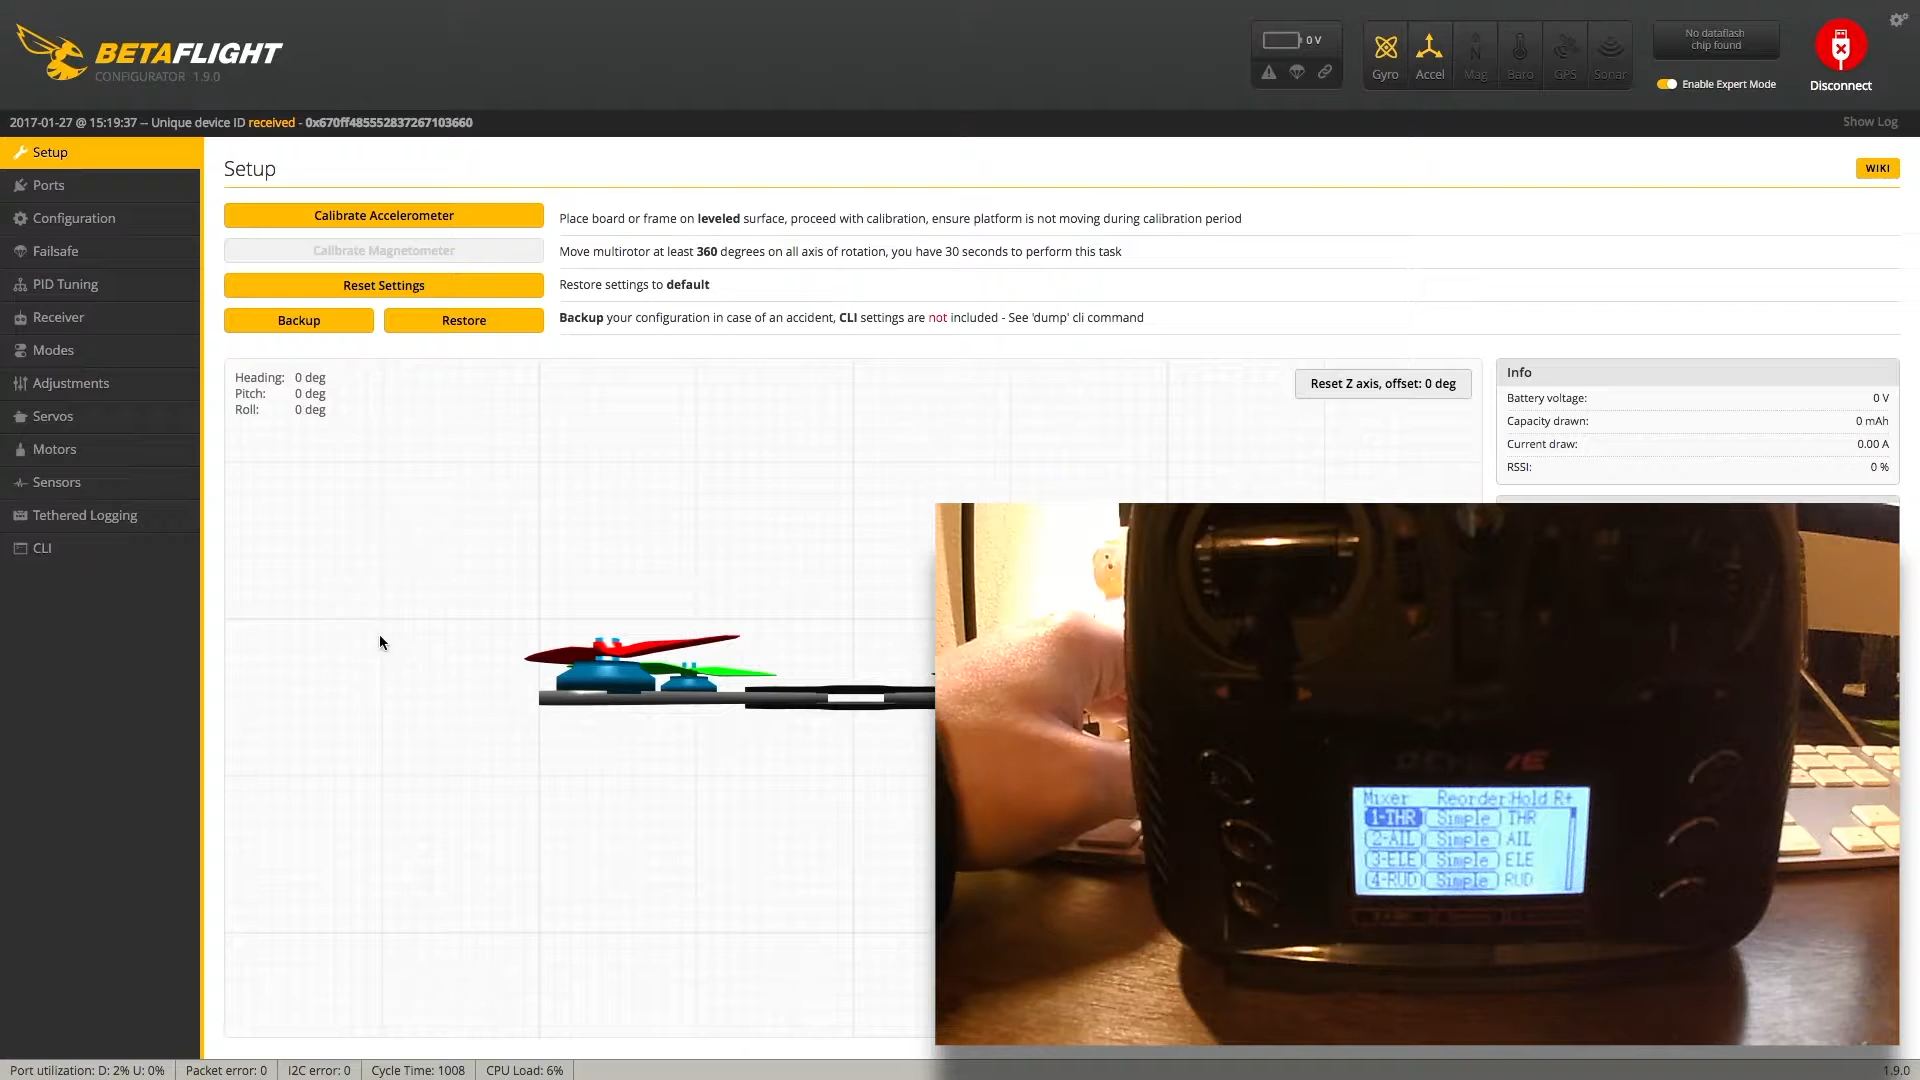 BETAFLIGHT
CONFIGURATOR 1.9.0
0 V
Gyro
Accel
Mag
Baro
GPS
Sonar
No dataflash
chip found
Enable Expert Mode
Disconnect
2017-01-27 @ 15:19:37 -- Unique device ID received - 0x670ff485552837267103660
Show Log
Setup
Ports
Configuration
Failsafe
PID Tuning
Receiver
Modes
Adjustments
Servos
Motors
Sensors
Tethered Logging
CLI
Setup
WIKI
Calibrate Accelerometer
Place board or frame on leveled surface, proceed with calibration, ensure platform is not moving during calibration period
Calibrate Magnetometer
Move multirotor at least 360 degrees on all axis of rotation, you have 30 seconds to perform this task
Reset Settings
Restore settings to default
Backup
Restore
Backup your configuration in case of an accident, CLI settings are not included - See 'dump' cli command
Heading: 0 deg
Pitch: 0 deg
Roll: 0 deg
Reset Z axis, offset: 0 deg
Info
Battery voltage: 0 V
Capacity drawn: 0 mAh
Current draw: 0.00 A
RSSI: 0 %
7E
Mixer Reorder Hold R+
1-THR Simple THR
2-AIL Simple AIL
3-ELE Simple ELE
4-RUD Simple RUD
Port utilization: D: 2% U: 0%
Packet error: 0
I2C error: 0
Cycle Time: 1008
CPU Load: 6%
1.9.0